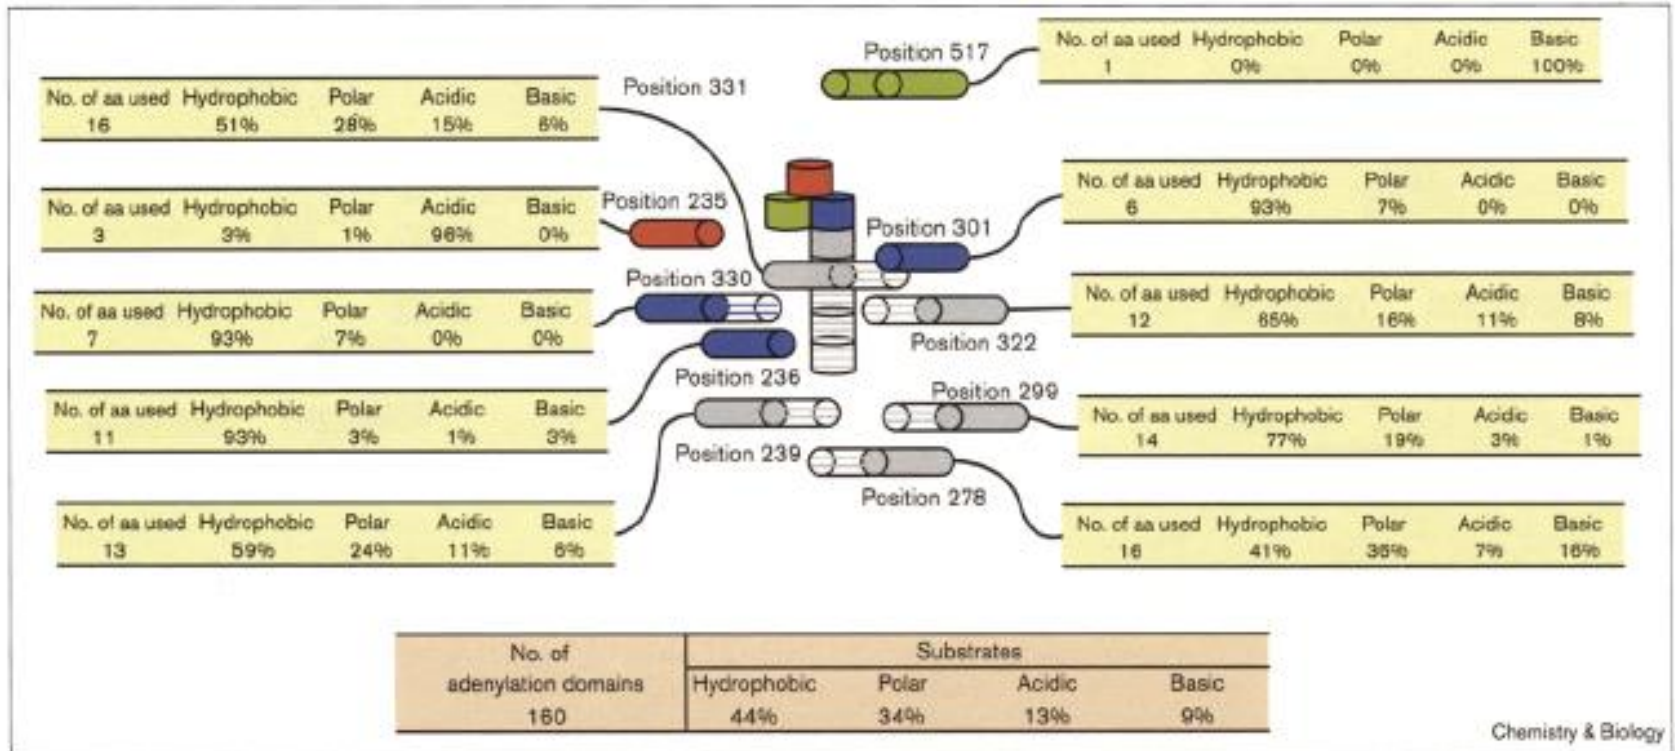 Position 517
No. of aa used Hydrophobic Polar Acidic Basic
1 0% 0% 0% 100%
Position 331
No. of aa used Hydrophobic Polar Acidic Basic
16 51% 28% 15% 6%
Position 235
No. of aa used Hydrophobic Polar Acidic Basic
3 3% 1% 96% 0%
Position 301
No. of aa used Hydrophobic Polar Acidic Basic
6 93% 7% 0% 0%
Position 330
No. of aa used Hydrophobic Polar Acidic Basic
7 93% 7% 0% 0%
Position 322
No. of aa used Hydrophobic Polar Acidic Basic
12 65% 16% 11% 8%
Position 236
No. of aa used Hydrophobic Polar Acidic Basic
11 93% 3% 1% 3%
Position 299
No. of aa used Hydrophobic Polar Acidic Basic
14 77% 19% 3% 1%
Position 239
No. of aa used Hydrophobic Polar Acidic Basic
13 59% 24% 11% 6%
Position 278
No. of aa used Hydrophobic Polar Acidic Basic
16 41% 36% 7% 16%
No. of Substrates
adenylation domains Hydrophobic Polar Acidic Basic
160 44% 34% 13% 9%
Chemistry & Biology